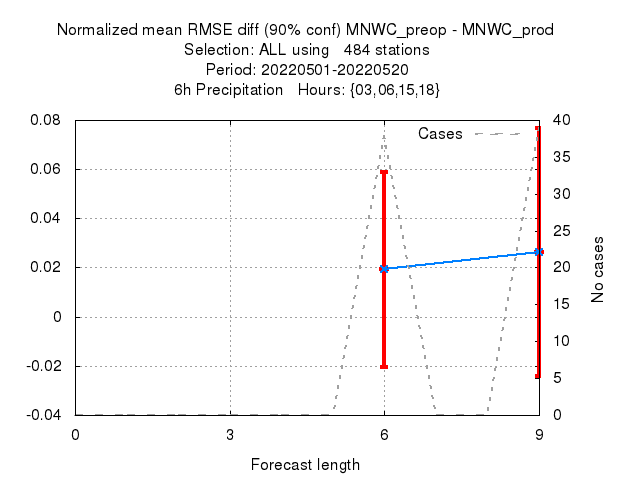 Normalized mean RMSE diff (90% conf) MNWC_preop - MNWC_prod
Selection: ALL using   484 stations
Period: 20220501-20220520
6h Precipitation   Hours: {03,06,15,18}
Cases
0.08
0.06
0.04
0.02
0
-0.02
-0.04
40
35
30
25
20
15
10
5
0
No cases
0 3 6 9
Forecast length